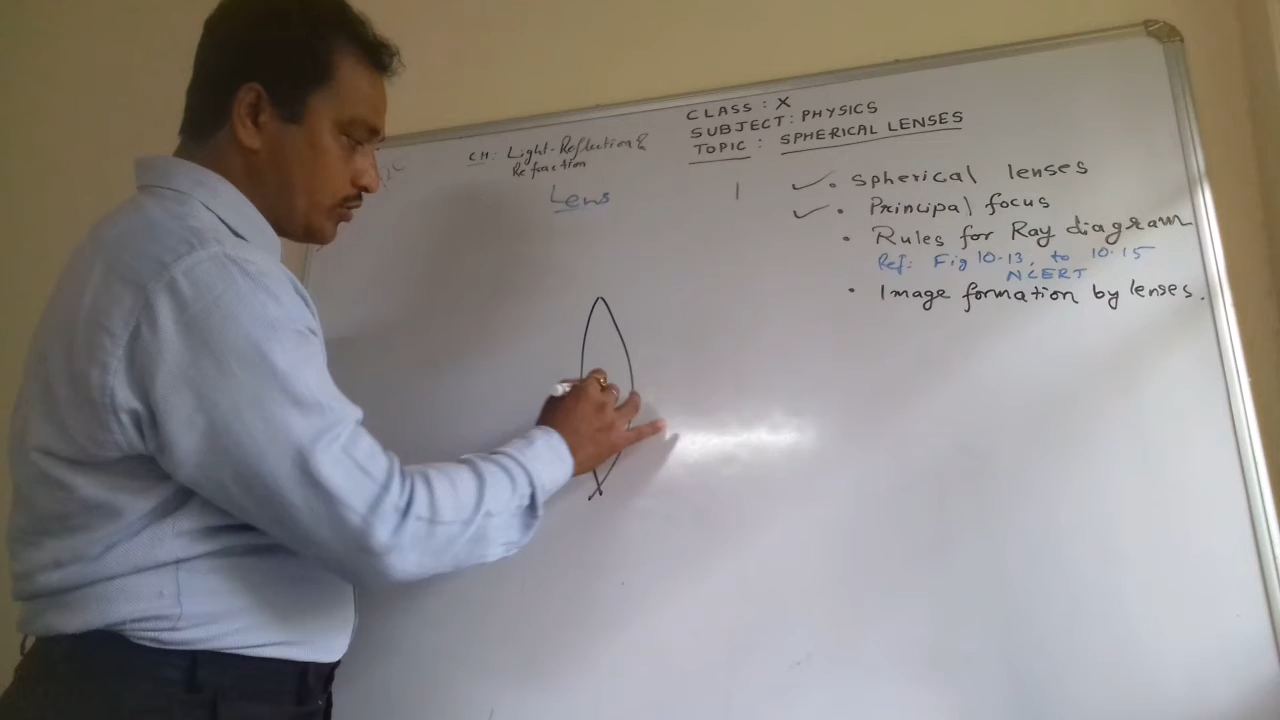 CLASS : X
SUBJECT: PHYSICS
TOPIC : SPHERICAL LENSES
CH: Light-Reflection &
Refraction
Lens
• Spherical lenses
• Principal focus
• Rules for Ray diagram
Ref: Fig 10.13, to 10.15
NCERT
• Image formation by lenses.